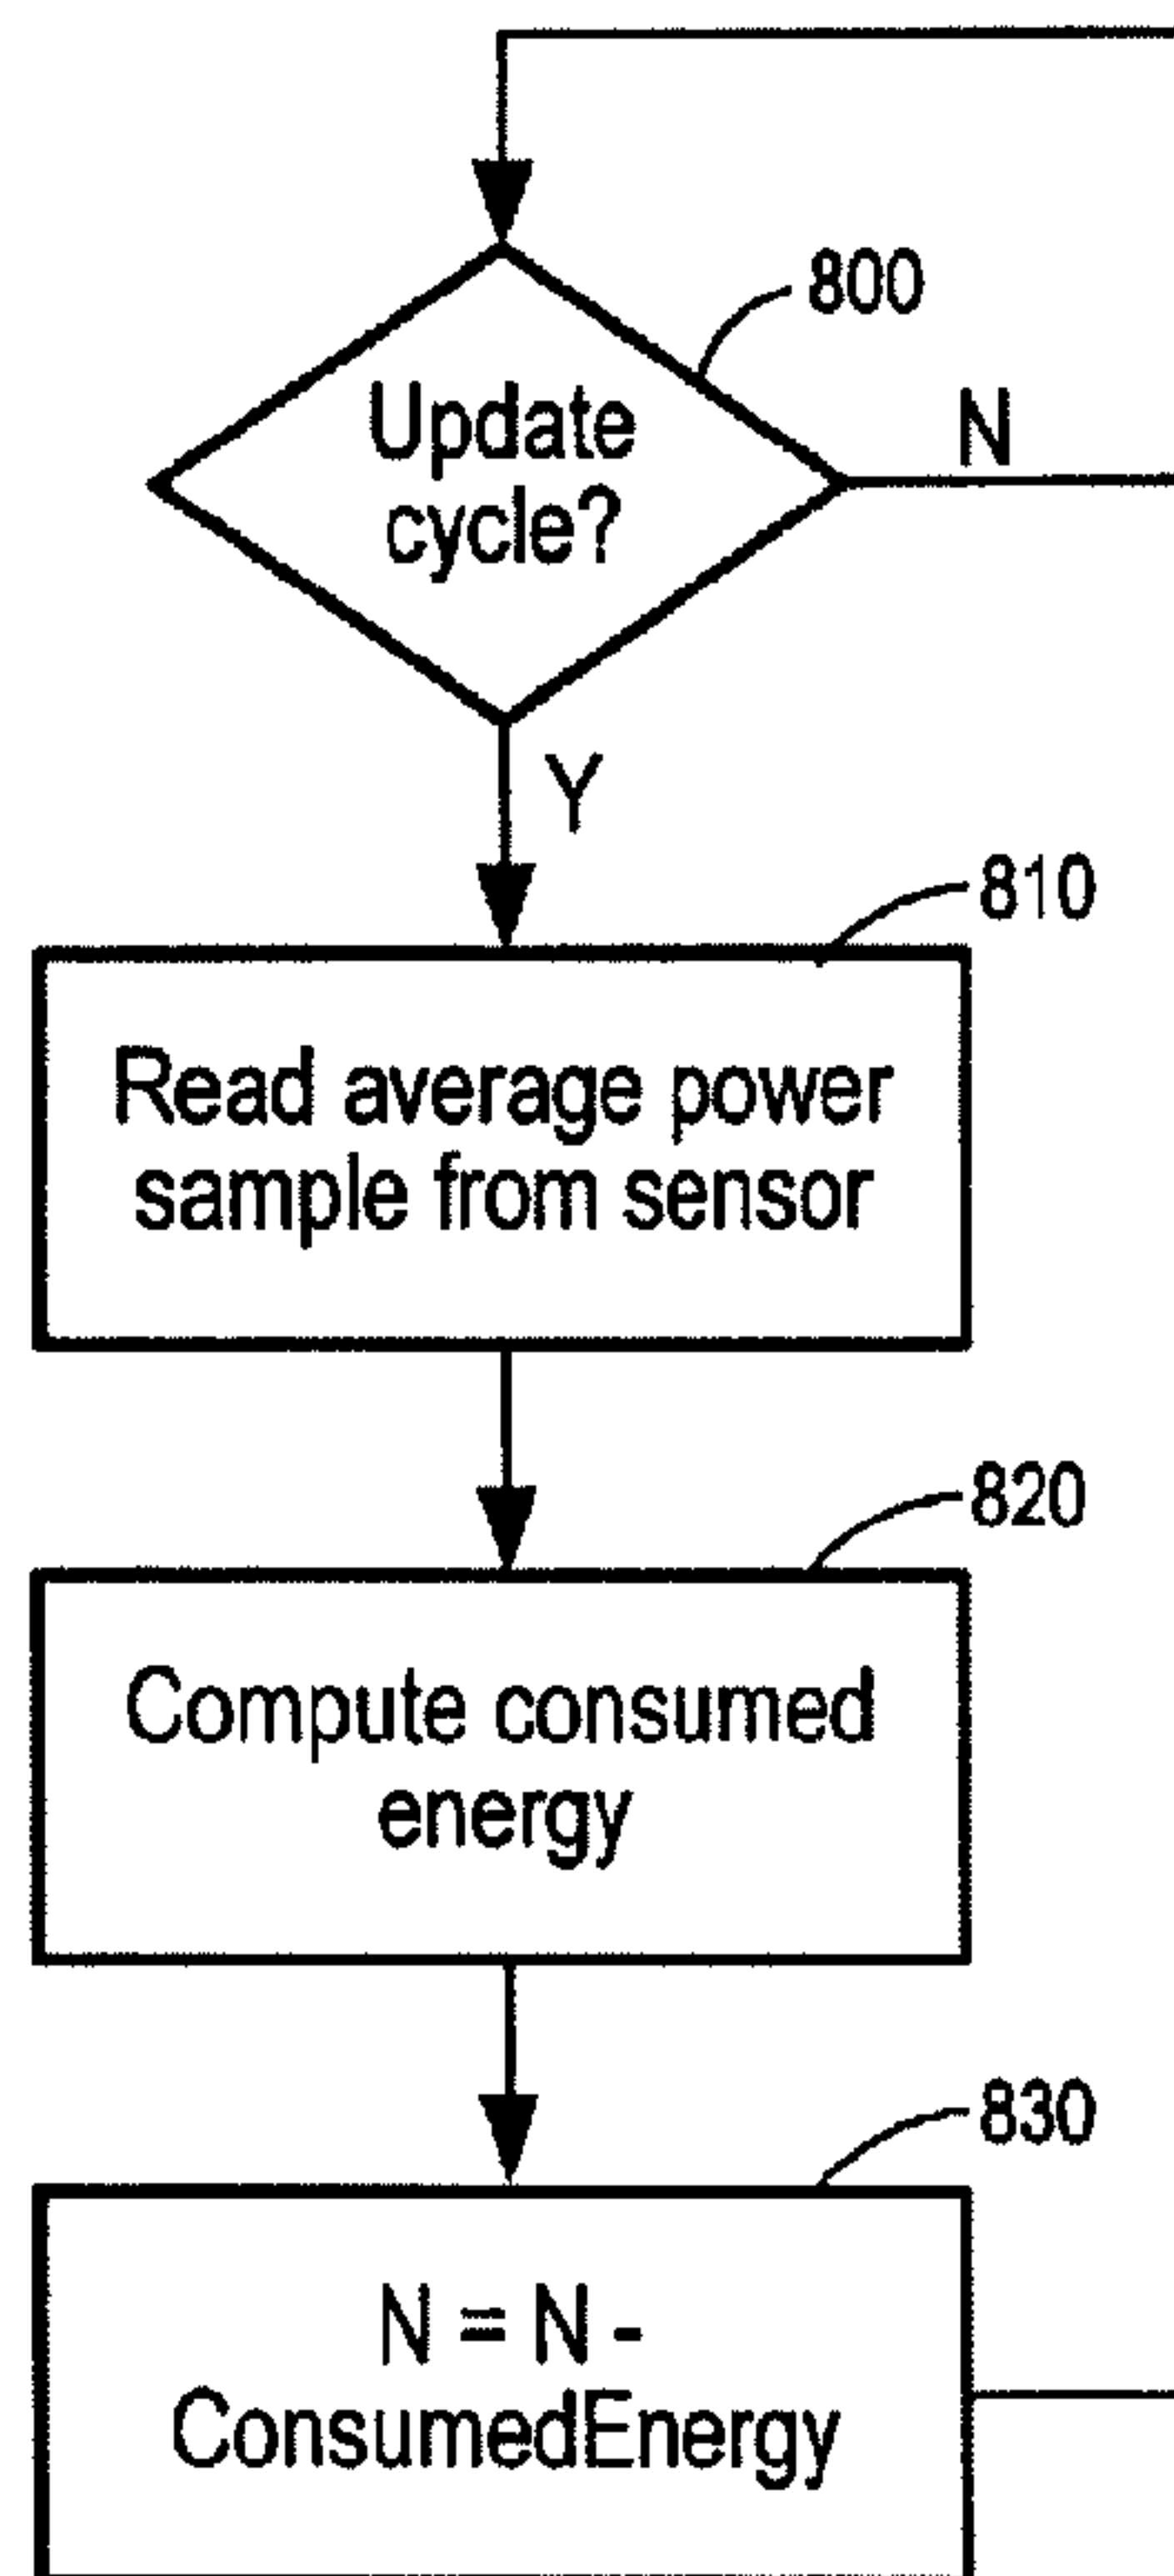 800
Update
cycle?
N
Y
810
Read average power
sample from sensor
820
Compute consumed
energy
830
N = N -
ConsumedEnergy